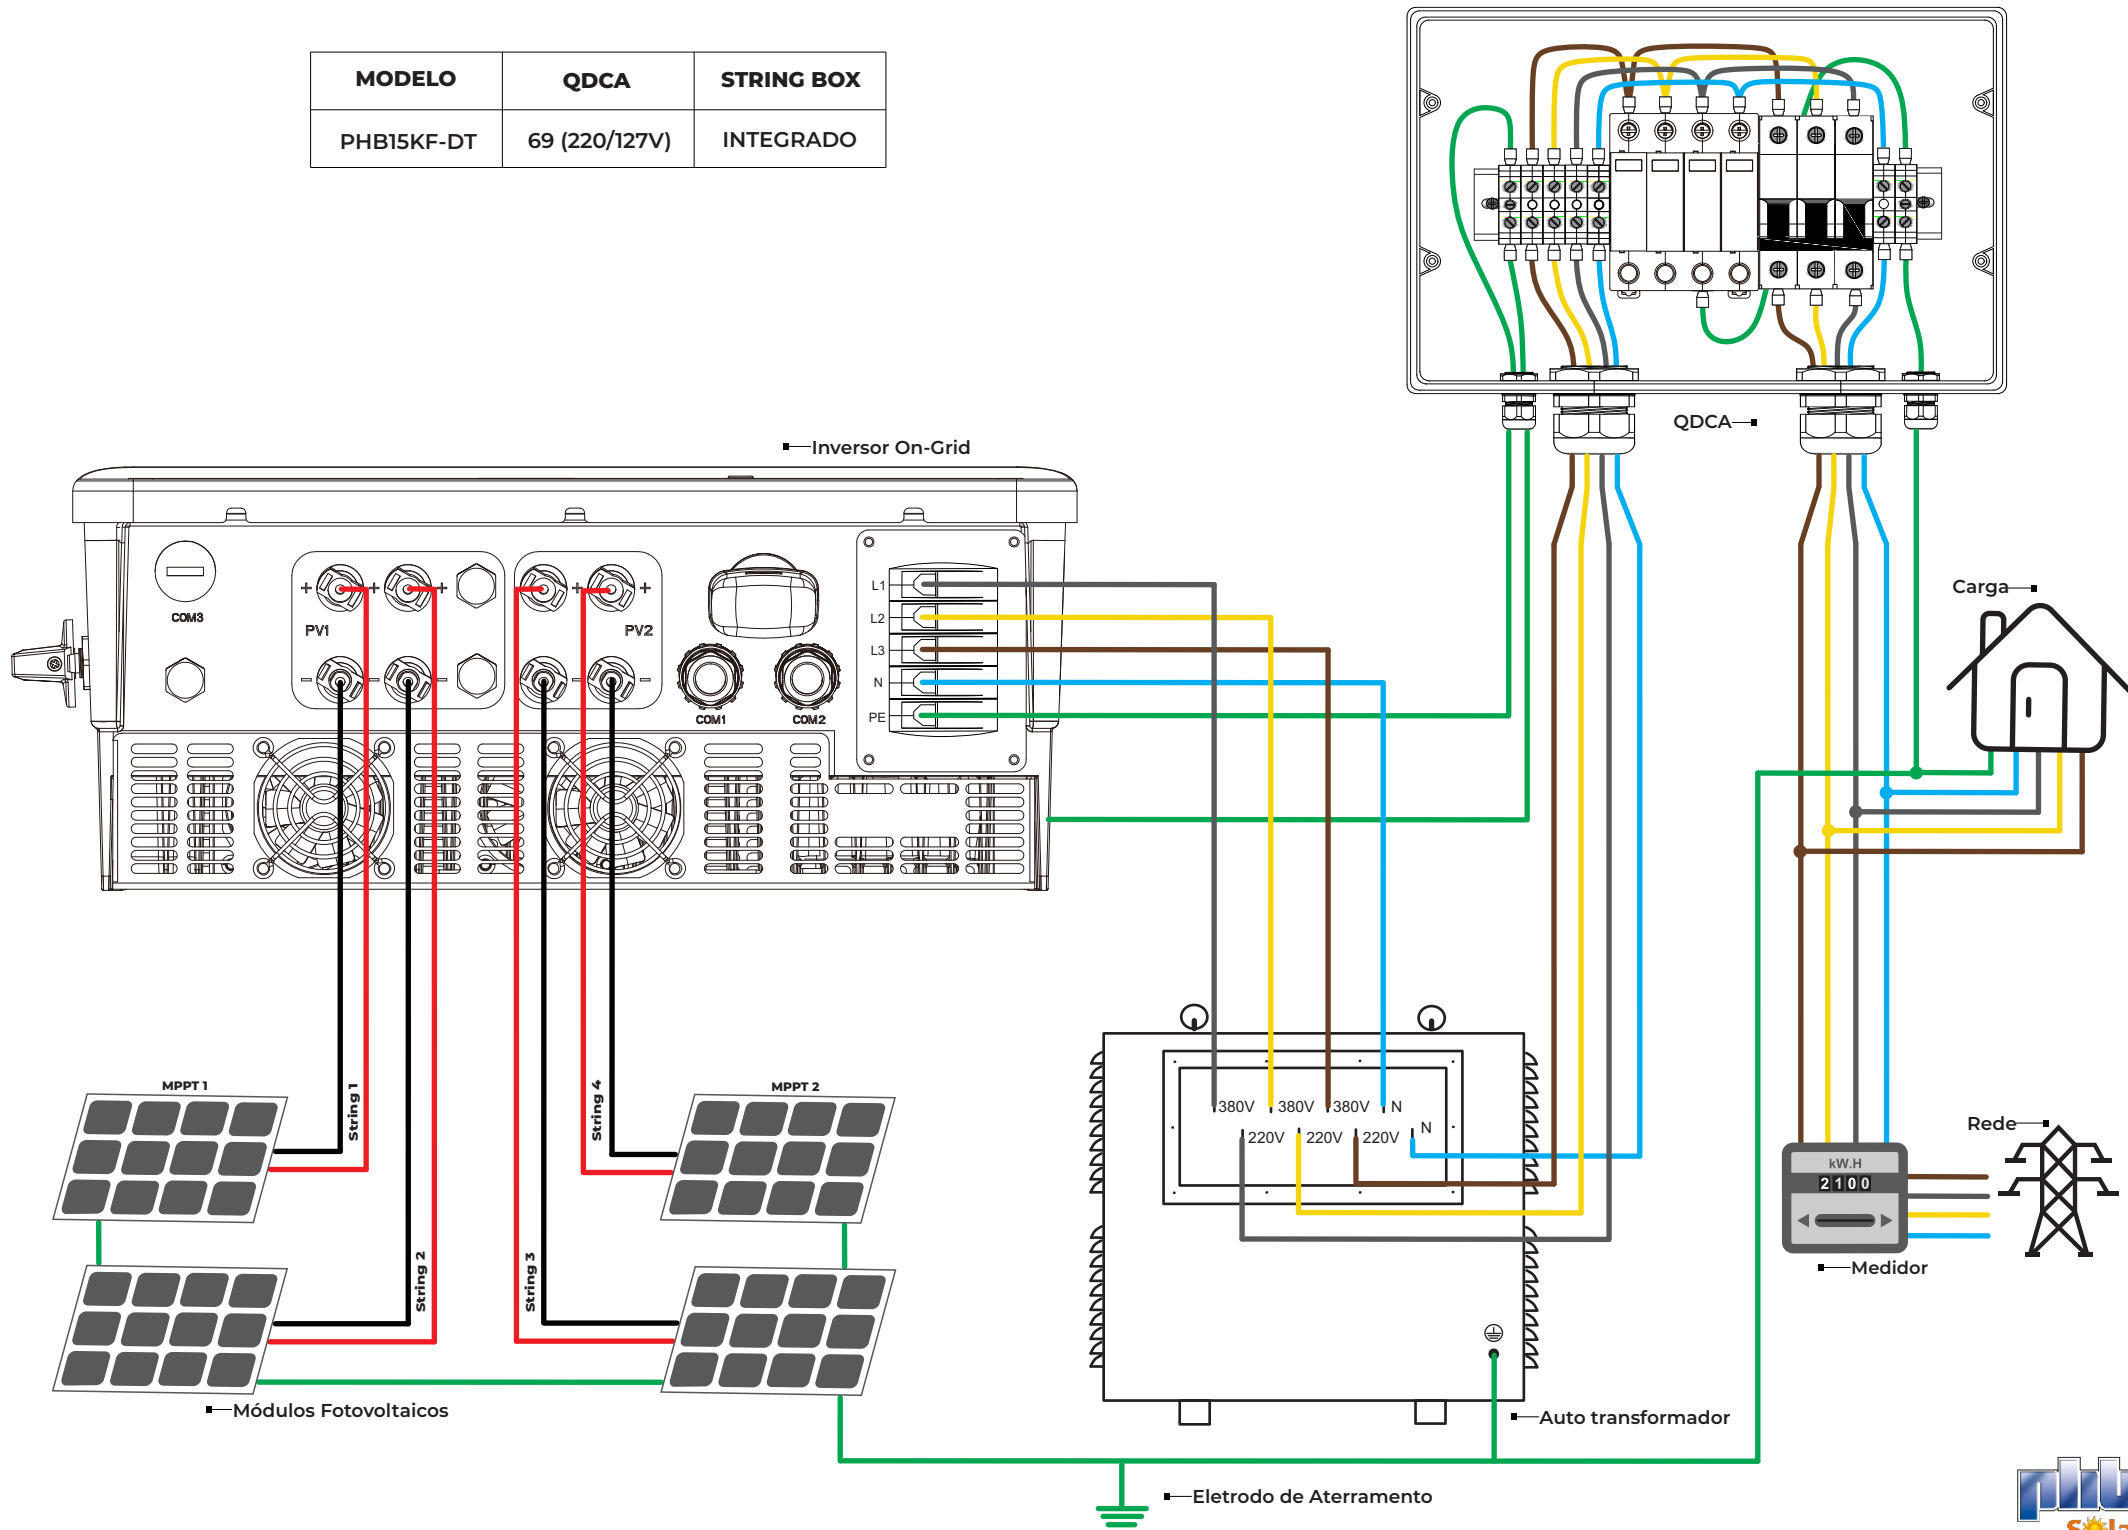 MODELO QDCA STRING BOX
PHB15KF-DT 69 (220/127V) INTEGRADO
QDCA
Inversor On-Grid
COM3
+ + + + +
PV1 PV2
- - - -
COM1 COM2
L1
L2
L3
N
PE
Carga
MPPT 1
String 1
String 4
MPPT 2
380V 380V 380V N
220V 220V 220V N
Rede
kW.H
2100
Medidor
String 2
String 3
Módulos Fotovoltaicos
Auto transformador
Eletrodo de Aterramento